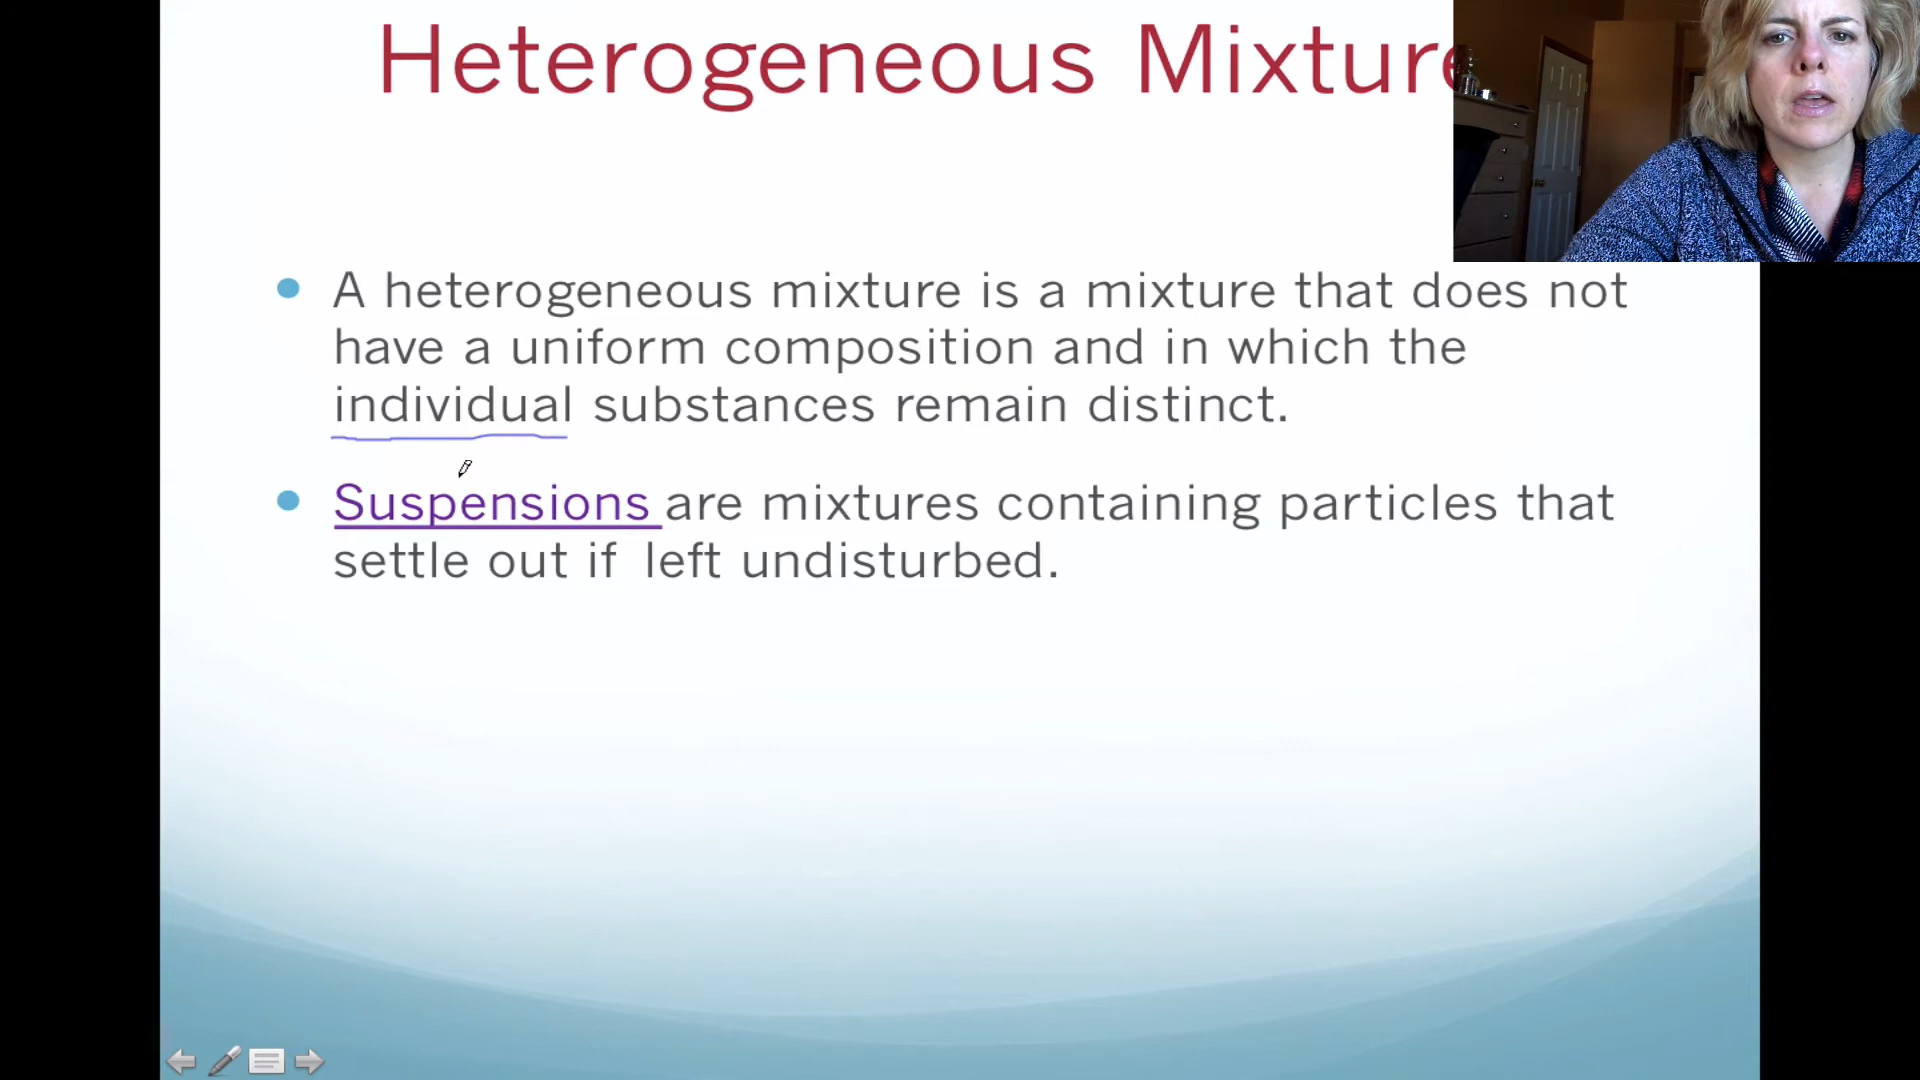 Heterogeneous Mixture
A heterogeneous mixture is a mixture that does not
have a uniform composition and in which the
individual substances remain distinct.
Suspensions are mixtures containing particles that
settle out if left undisturbed.